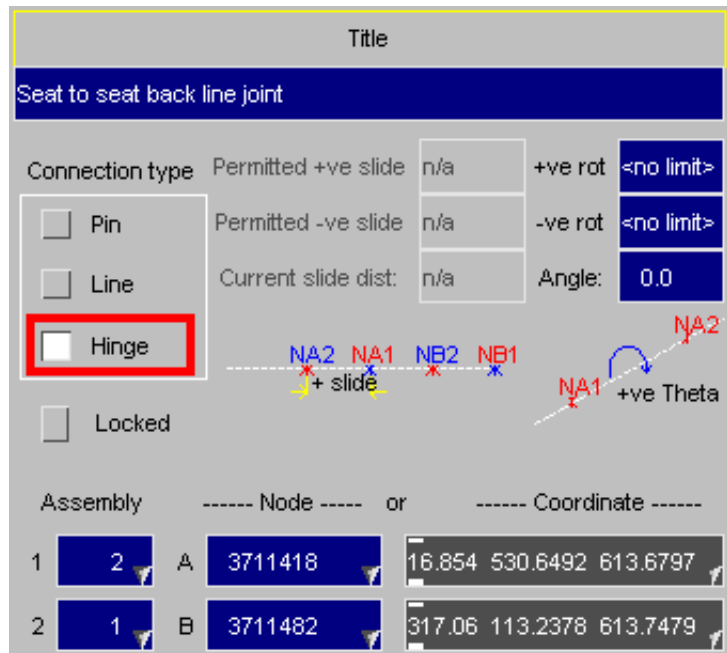 Title
Seat to seat back line joint
Connection type Permitted +ve slide n/a +ve rot <no limit>
Pin Permitted -ve slide n/a -ve rot <no limit>
Line Current slide dist: n/a Angle: 0.0
Hinge
NA2 NA1 NB2 NB1 NA2
+ slide NA1 +ve Theta
Locked
Assembly ------ Node ----- or ------ Coordinate ------
1 2 A 3711418 16.854 530.6492 613.6797
2 1 B 3711482 317.06 113.2378 613.7479